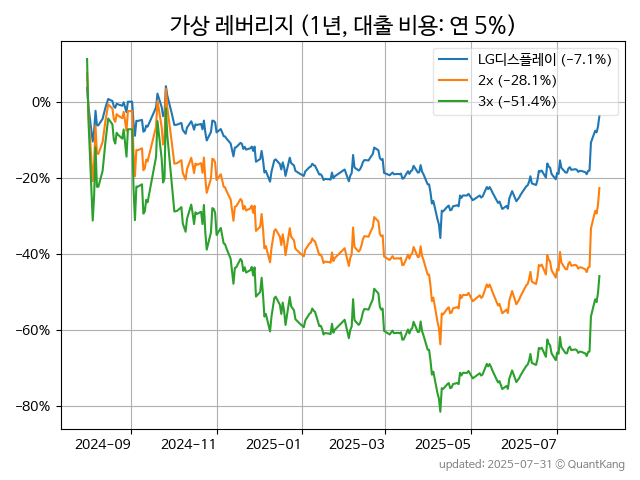 가상 레버리지 (1년, 대출 비용: 연 5%)
LG디스플레이 (−7.1%)
2x (−28.1%)
3x (−51.4%)
0%
−20%
−40%
−60%
−80%
2024-09 2024-11 2025-01 2025-03 2025-05 2025-07
updated: 2025-07-31 © QuantKang